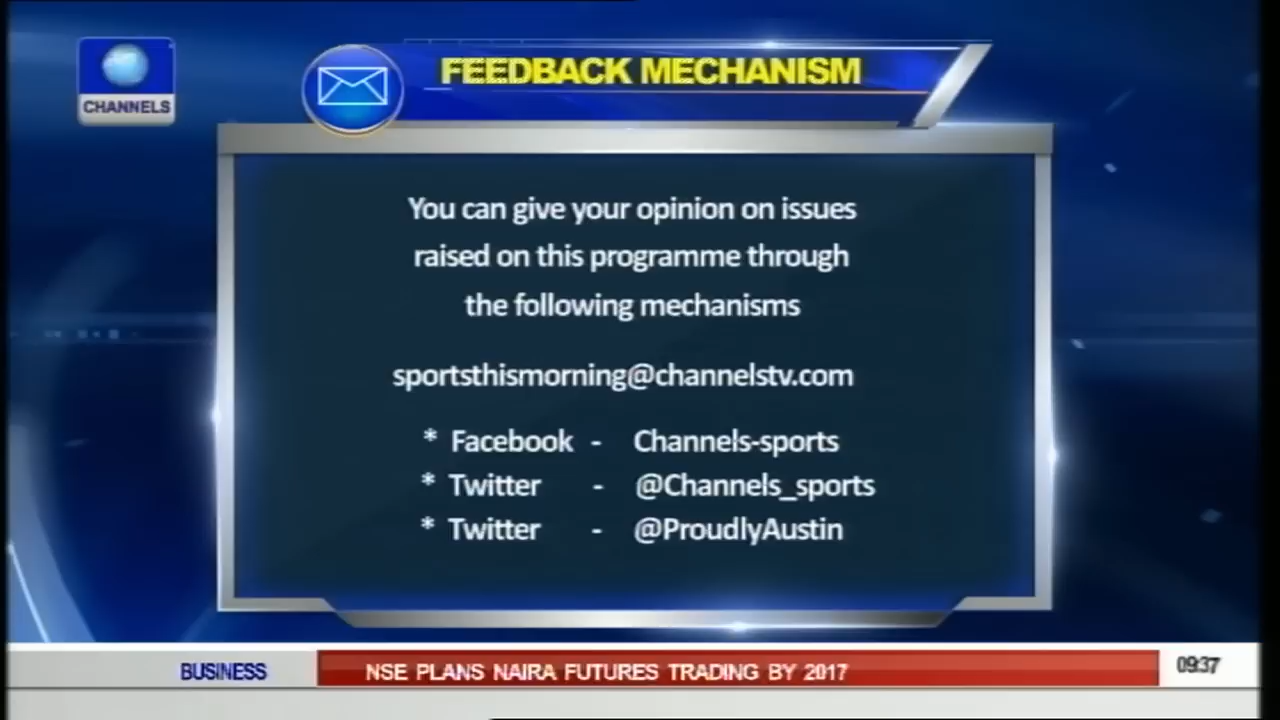 CHANNELS
FEEDBACK MECHANISM
You can give your opinion on issues
raised on this programme through
the following mechanisms
sportsthismorning@channelstv.com
* Facebook - Channels-sports
* Twitter - @Channels_sports
* Twitter - @ProudlyAustin
BUSINESS NSE PLANS NAIRA FUTURES TRADING BY 2017 09:37